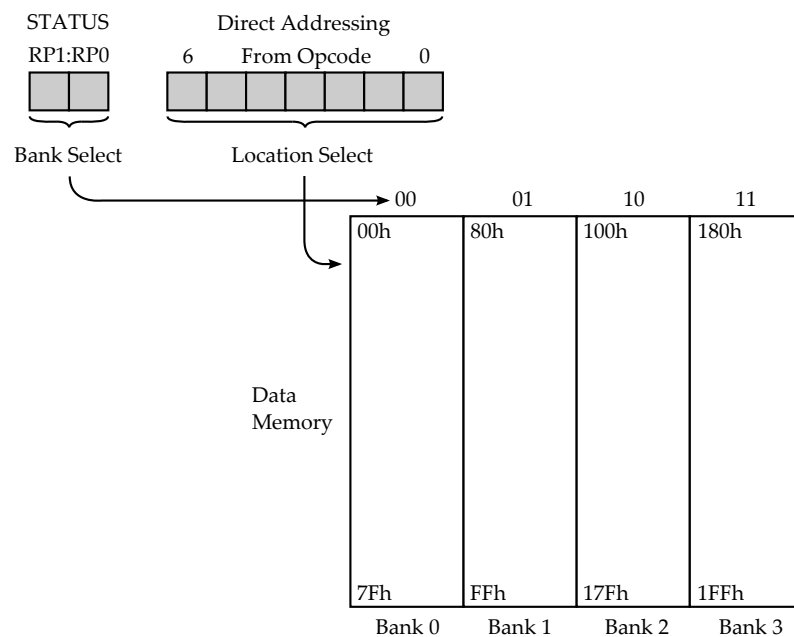 STATUS Direct Addressing
RP1:RP0 6 From Opcode 0
Bank Select Location Select
00 01 10 11
00h 80h 100h 180h
Data
Memory
7Fh FFh 17Fh 1FFh
Bank 0 Bank 1 Bank 2 Bank 3